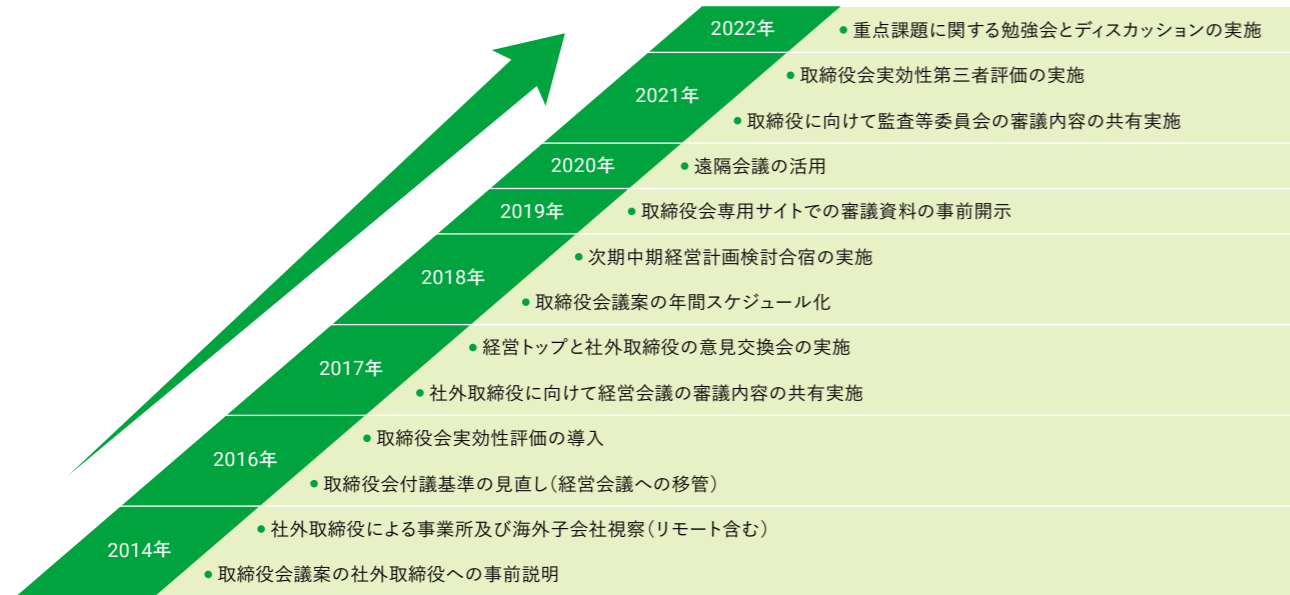 2022年
●重点課題に関する勉強会とディスカッションの実施
2021年
●取締役会実効性第三者評価の実施
●取締役に向けて監査等委員会の審議内容の共有実施
2020年
●遠隔会議の活用
2019年
●取締役会専用サイトでの審議資料の事前開示
2018年
●次期中期経営計画検討合宿の実施
●取締役会議案の年間スケジュール化
2017年
●経営トップと社外取締役の意見交換会の実施
●社外取締役に向けて経営会議の審議内容の共有実施
2016年
●取締役会実効性評価の導入
●取締役会付議基準の見直し(経営会議への移管)
2014年
●社外取締役による事業所及び海外子会社視察(リモート含む)
●取締役会議案の社外取締役への事前説明